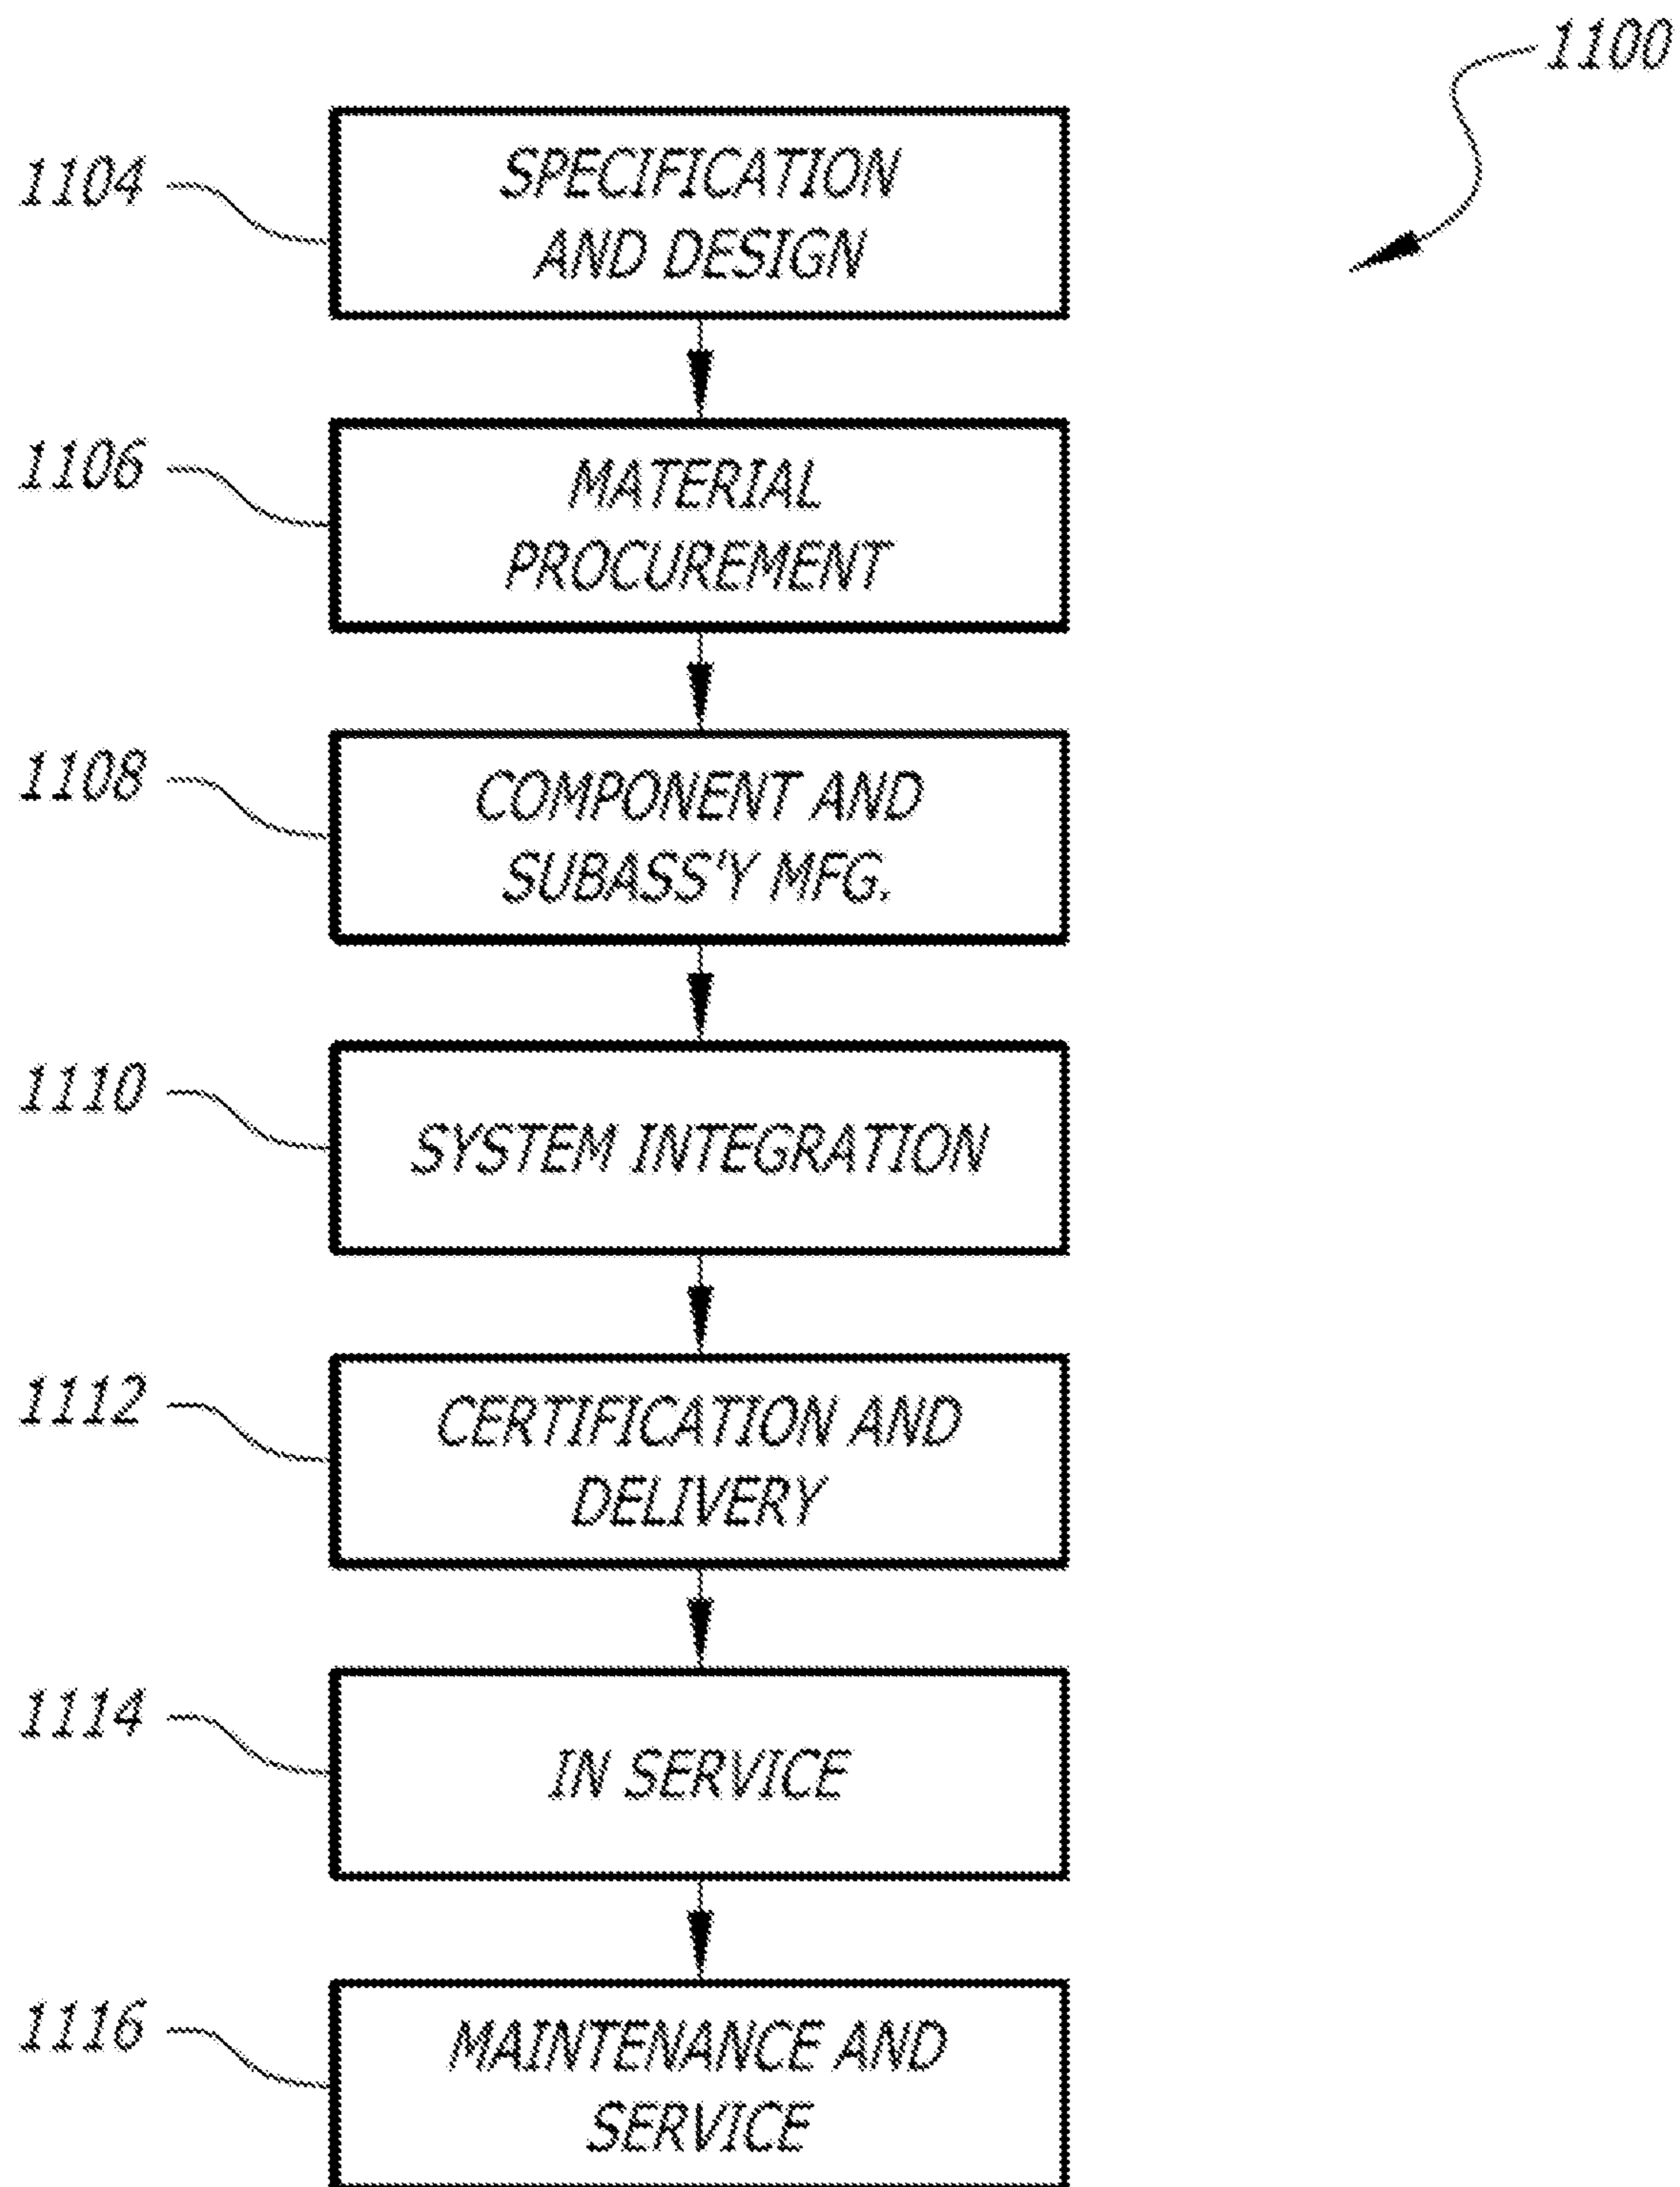 1100
1104
SPECIFICATION
AND DESIGN
1106
MATERIAL
PROCUREMENT
1108
COMPONENT AND
SUBASS'Y MFG.
1110
SYSTEM INTEGRATION
1112
CERTIFICATION AND
DELIVERY
1114
IN SERVICE
1116
MAINTENANCE AND
SERVICE